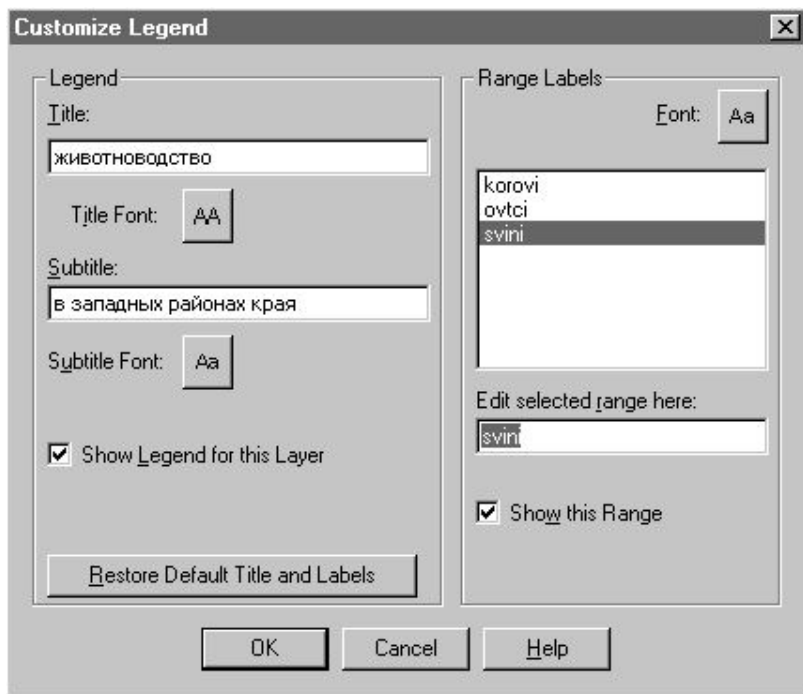 Customize Legend
Legend
Title:
животноводство
Title Font: AA
Subtitle:
в западных районах края
Subtitle Font: Aa
Show Legend for this Layer
Restore Default Title and Labels
Range Labels
Font: Aa
korovi
ovtci
svini
Edit selected range here:
svini
Show this Range
OK Cancel Help